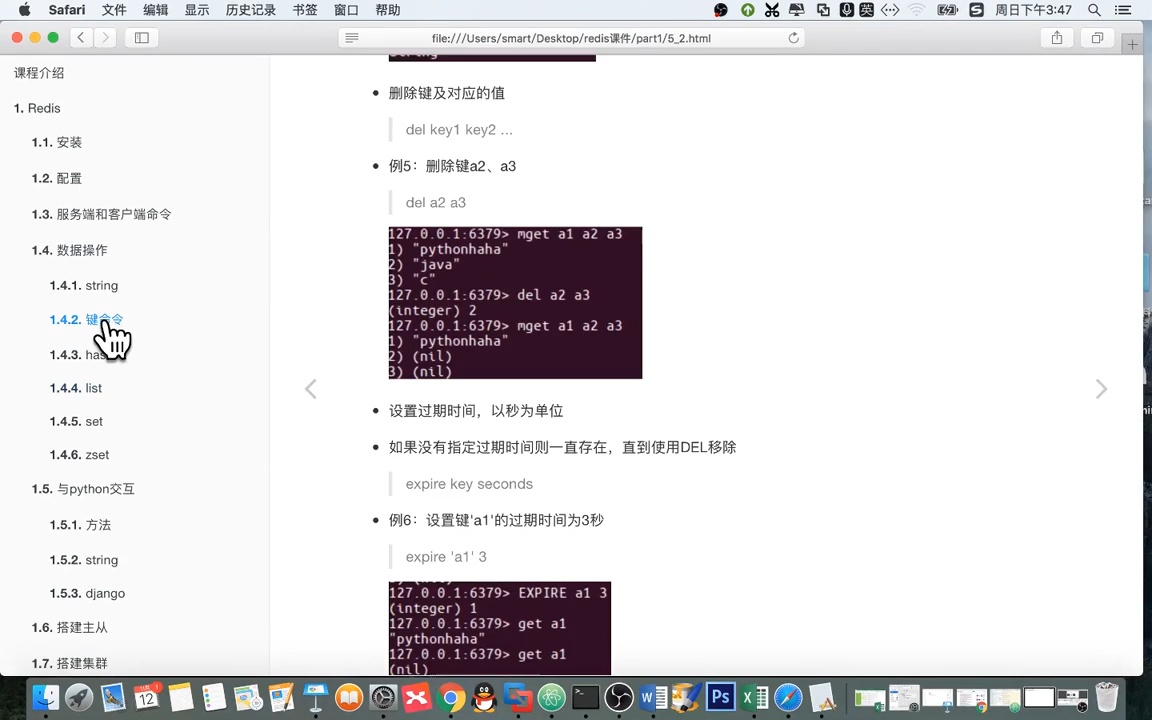 Safari 文件 编辑 显示 历史记录 书签 窗口 帮助
英 周日下午3:47
file:///Users/smart/Desktop/redis课件/part1/5_2.html
课程介绍
1. Redis
1.1. 安装
1.2. 配置
1.3. 服务端和客户端命令
1.4. 数据操作
1.4.1. string
1.4.2. 键命令
1.4.3. has
1.4.4. list
1.4.5. set
1.4.6. zset
1.5. 与python交互
1.5.1. 方法
1.5.2. string
1.5.3. django
1.6. 搭建主从
1.7. 搭建集群
• 删除键及对应的值
del key1 key2 ...
• 例5：删除键a2、a3
del a2 a3
127.0.0.1:6379> mget a1 a2 a3
1) "pythonhaha"
2) "java"
3) "c"
127.0.0.1:6379> del a2 a3
(integer) 2
127.0.0.1:6379> mget a1 a2 a3
1) "pythonhaha"
2) (nil)
3) (nil)
• 设置过期时间，以秒为单位
• 如果没有指定过期时间则一直存在，直到使用DEL移除
expire key seconds
• 例6：设置键'a1'的过期时间为3秒
expire 'a1' 3
127.0.0.1:6379> EXPIRE a1 3
(integer) 1
127.0.0.1:6379> get a1
"pythonhaha"
127.0.0.1:6379> get a1
(nil)